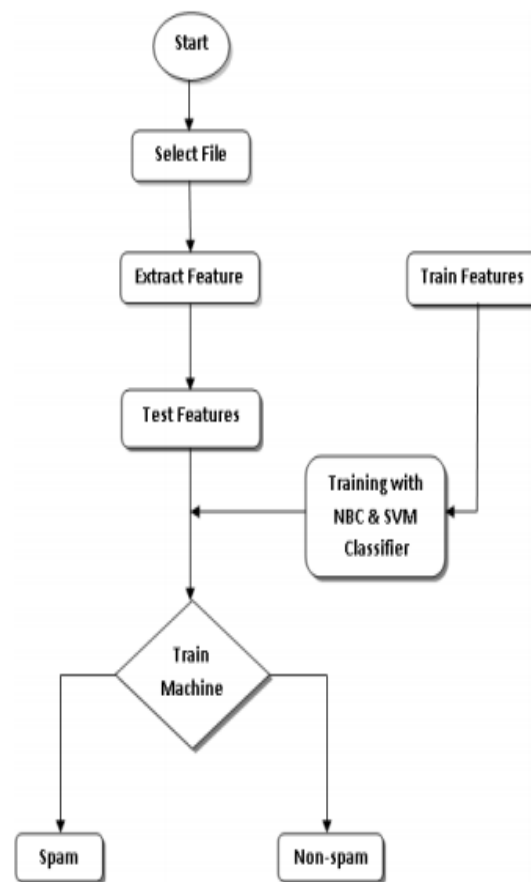 Start
Select File
Extract Feature
Train Features
Test Features
Training with
NBC & SVM
Classifier
Train
Machine
Spam
Non-spam